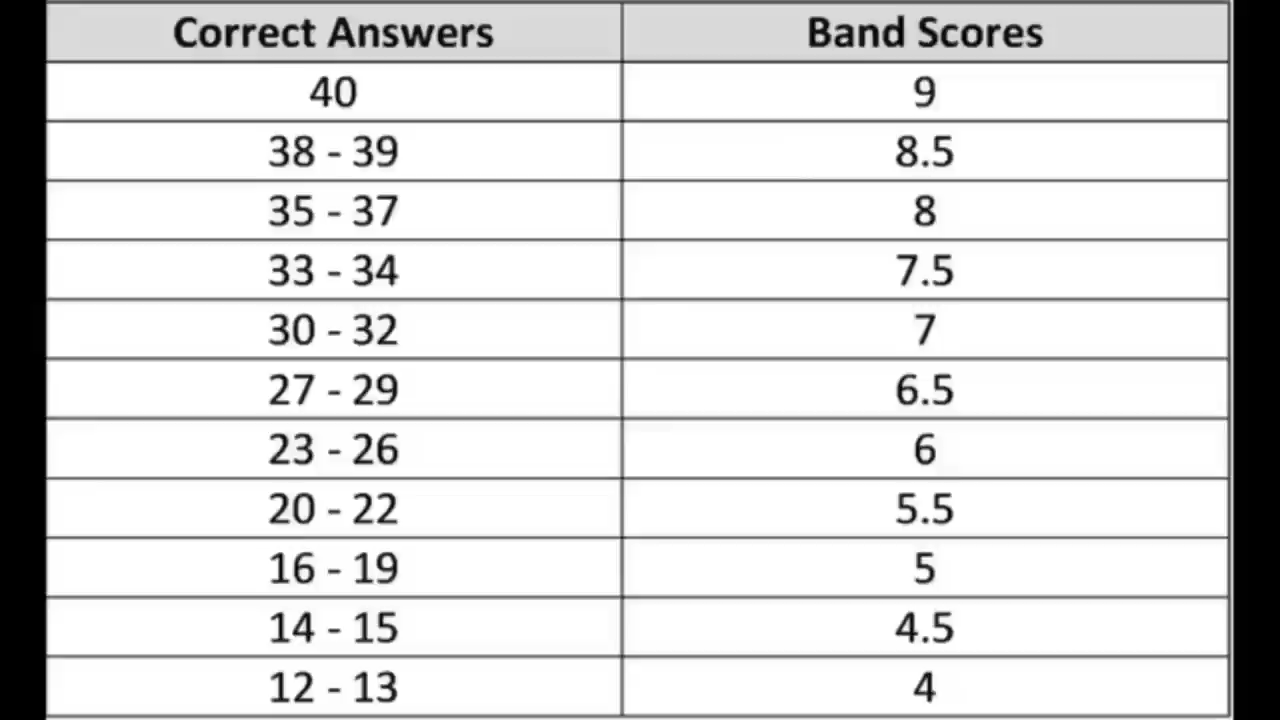 Correct Answers Band Scores
40 9
38 - 39 8.5
35 - 37 8
33 - 34 7.5
30 - 32 7
27 - 29 6.5
23 - 26 6
20 - 22 5.5
16 - 19 5
14 - 15 4.5
12 - 13 4